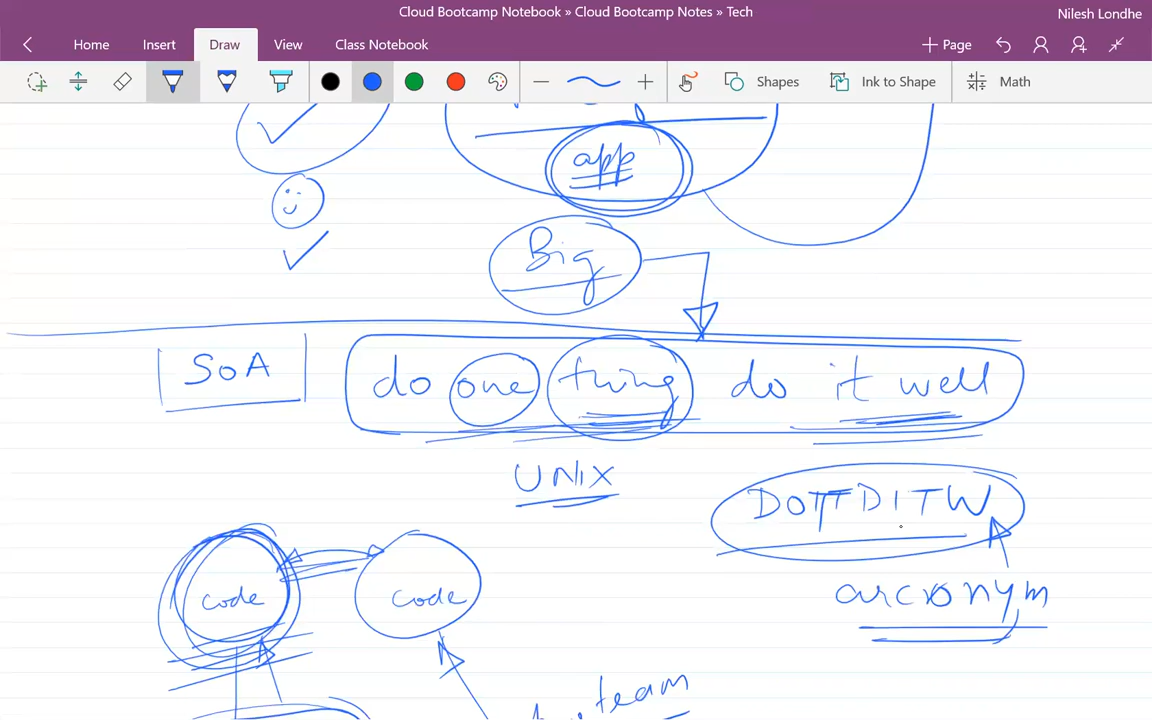 Cloud Bootcamp Notebook » Cloud Bootcamp Notes » Tech
Nilesh Londhe
Home Insert Draw View Class Notebook Page
Shapes Ink to Shape Math
app
Big
SOA do one thing do it well
UNIX
DOTTDITW
code code arcronym
team